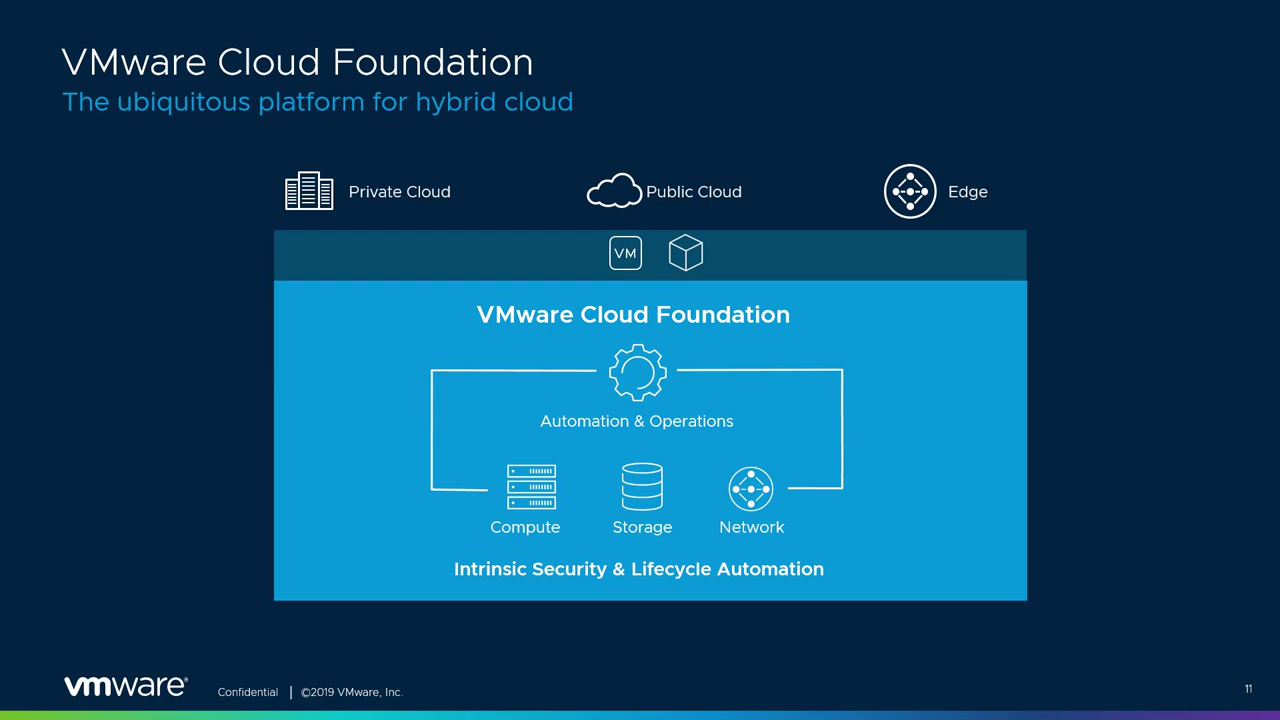 VMware Cloud Foundation
The ubiquitous platform for hybrid cloud
Private Cloud
Public Cloud
Edge
VM
VMware Cloud Foundation
Automation & Operations
Compute
Storage
Network
Intrinsic Security & Lifecycle Automation
vmware®
Confidential | ©2019 VMware, Inc.
11